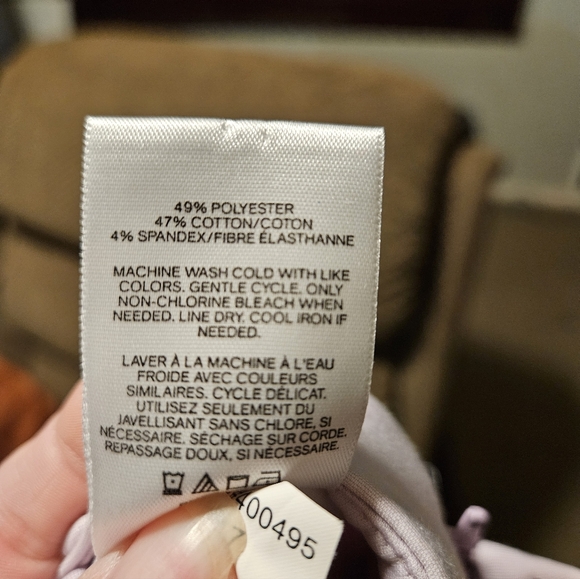 49% POLYESTER
47% COTTON/COTON
4% SPANDEX/FIBRE ÉLASTHANNE
MACHINE WASH COLD WITH LIKE
COLORS. GENTLE CYCLE. ONLY
NON-CHLORINE BLEACH WHEN
NEEDED. LINE DRY. COOL IRON IF
NEEDED.
LAVER À LA MACHINE À L'EAU
FROIDE AVEC COULEURS
SIMILAIRES. CYCLE DÉLICAT.
UTILISEZ SEULEMENT DU
JAVELLISANT SANS CHLORE, SI
NÉCESSAIRE. SÉCHAGE SUR CORDE.
REPASSAGE DOUX, SI NÉCESSAIRE.
400495